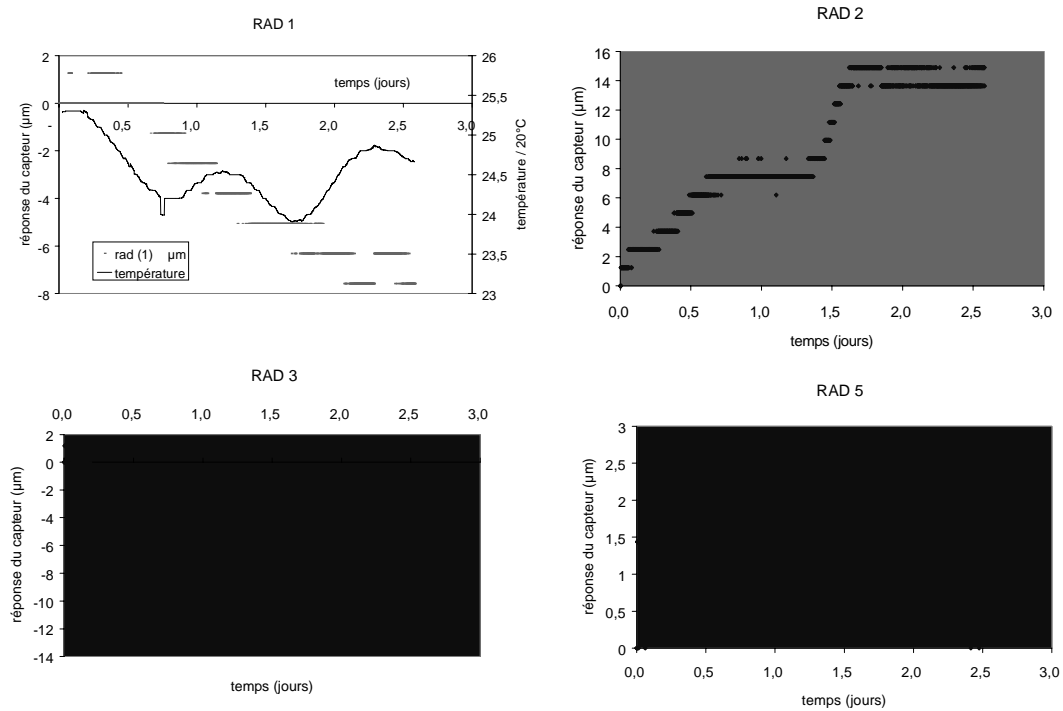 RAD 1
2
0
-
-2
-4
-6
-8
réponse du capteur (µm)
temps (jours)
0,5
1,0
1,5
2,0
2,5
3,0
26
25,5
25
24,5
24
23,5
23
température / 20°C
rad (1) µm
température
RAD 2
16
14
12
10
8
6
4
2
0
réponse du capteur (µm)
0,0 0,5 1,0 1,5 2,0 2,5 3,0
temps (jours)
RAD 3
0,0 0,5 1,0 1,5 2,0 2,5 3,0
2
0
-2
-4
-6
-8
-10
-12
-14
réponse du capteur (µm)
temps (jours)
RAD 5
3
2,5
2
1,5
1
0,5
0
réponse du capteur (µm)
0,0 0,5 1,0 1,5 2,0 2,5 3,0
temps (jours)